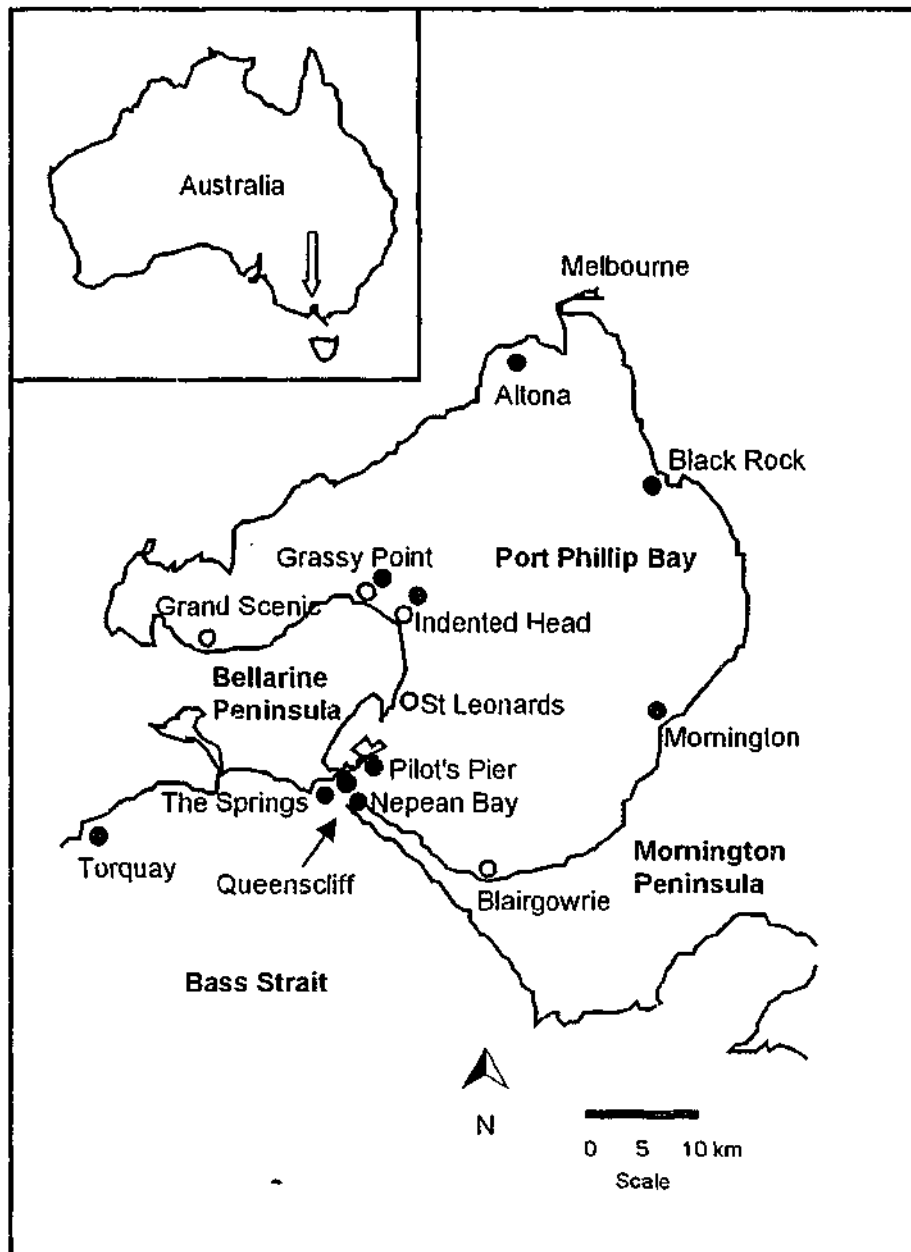 Australia
Melbourne
Altona
Black Rock
Grassy Point
Port Phillip Bay
Grand Scenic
Indented Head
Bellarine
Peninsula
St Leonards
Mornington
Pilot's Pier
The Springs
Nepean Bay
Torquay
Queenscliff
Mornington
Peninsula
Blairgowrie
Bass Strait
N
0 5 10 km
Scale